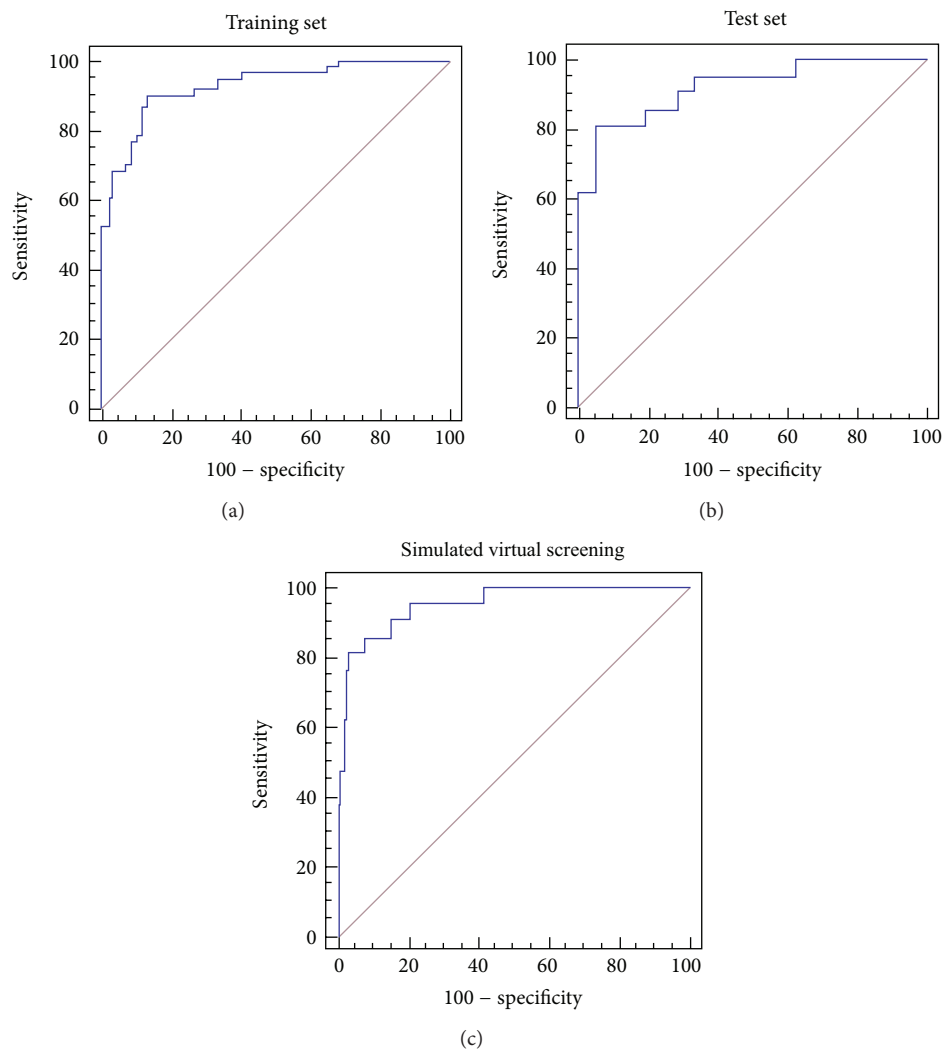 Training set
100
80
60
40
20
0
Sensitivity
0 20 40 60 80 100
100 − specificity
(a)
Test set
100
80
60
40
20
0
Sensitivity
0 20 40 60 80 100
100 − specificity
(b)
Simulated virtual screening
100
80
60
40
20
0
Sensitivity
0 20 40 60 80 100
100 − specificity
(c)